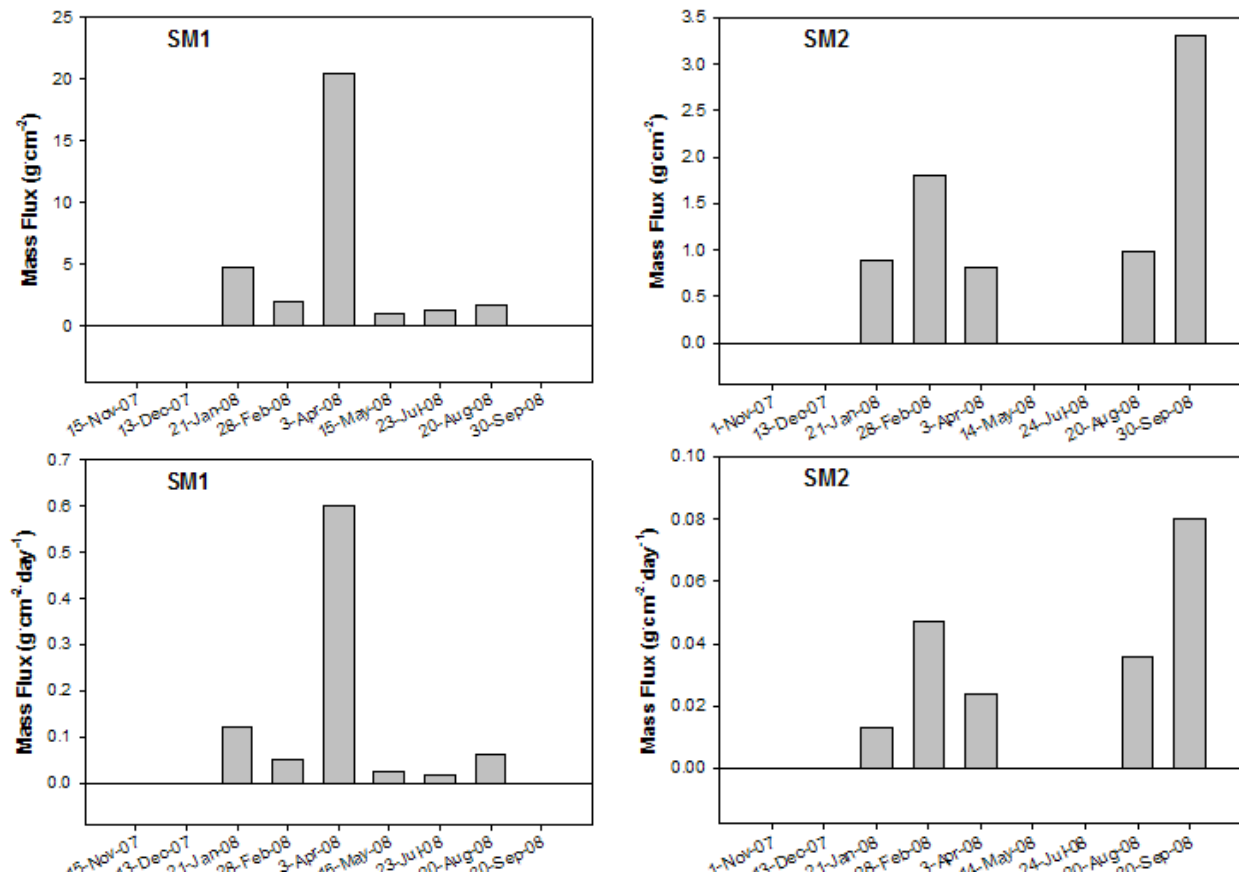 SM1
Mass Flux (g·cm⁻²)
25
20
15
10
5
0
15-Nov-07
13-Dec-07
21-Jan-08
28-Feb-08
3-Apr-08
15-May-08
23-Jul-08
20-Aug-08
30-Sep-08
SM2
Mass Flux (g·cm⁻²)
3.5
3.0
2.5
2.0
1.5
1.0
0.5
0.0
1-Nov-07
13-Dec-07
21-Jan-08
28-Feb-08
3-Apr-08
14-May-08
24-Jul-08
20-Aug-08
30-Sep-08
SM1
Mass Flux (g·cm⁻²·day⁻¹)
0.7
0.6
0.5
0.4
0.3
0.2
0.1
0.0
15-Nov-07
13-Dec-07
21-Jan-08
28-Feb-08
3-Apr-08
15-May-08
23-Jul-08
20-Aug-08
30-Sep-08
SM2
Mass Flux (g·cm⁻²·day⁻¹)
0.10
0.08
0.06
0.04
0.02
0.00
1-Nov-07
13-Dec-07
21-Jan-08
28-Feb-08
3-Apr-08
14-May-08
24-Jul-08
20-Aug-08
30-Sep-08